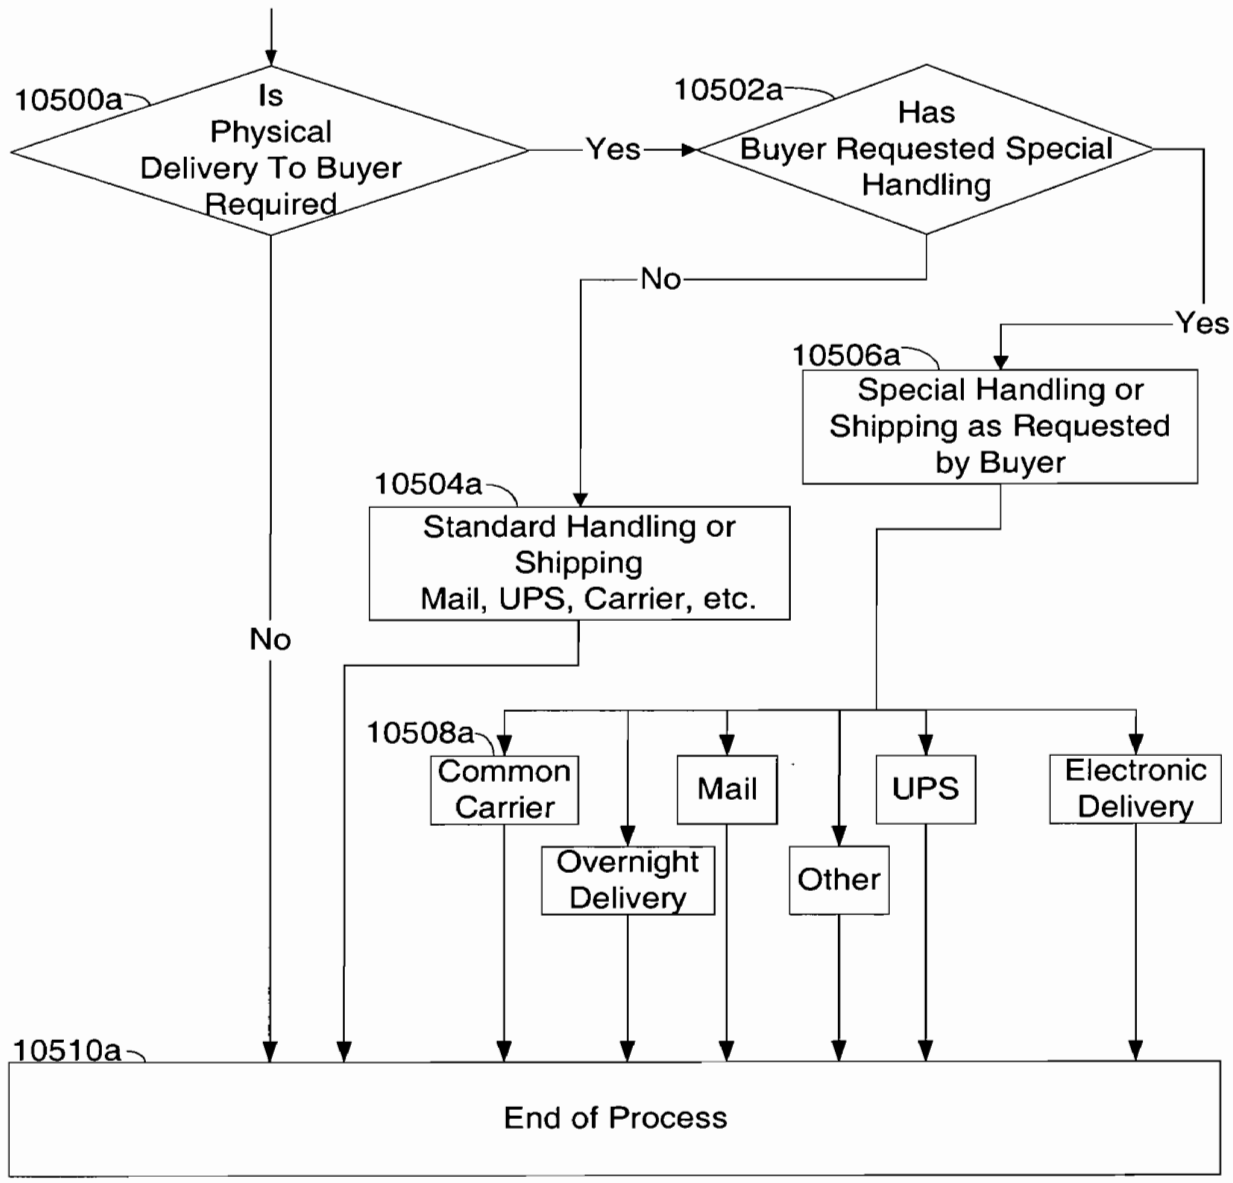 10500a
Is
Physical
Delivery To Buyer
Required
Yes
10502a
Has
Buyer Requested Special
Handling
No
Yes
10506a
Special Handling or
Shipping as Requested
by Buyer
10504a
Standard Handling or
Shipping
Mail, UPS, Carrier, etc.
No
10508a
Common
Carrier
Mail
UPS
Electronic
Delivery
Overnight
Delivery
Other
10510a
End of Process